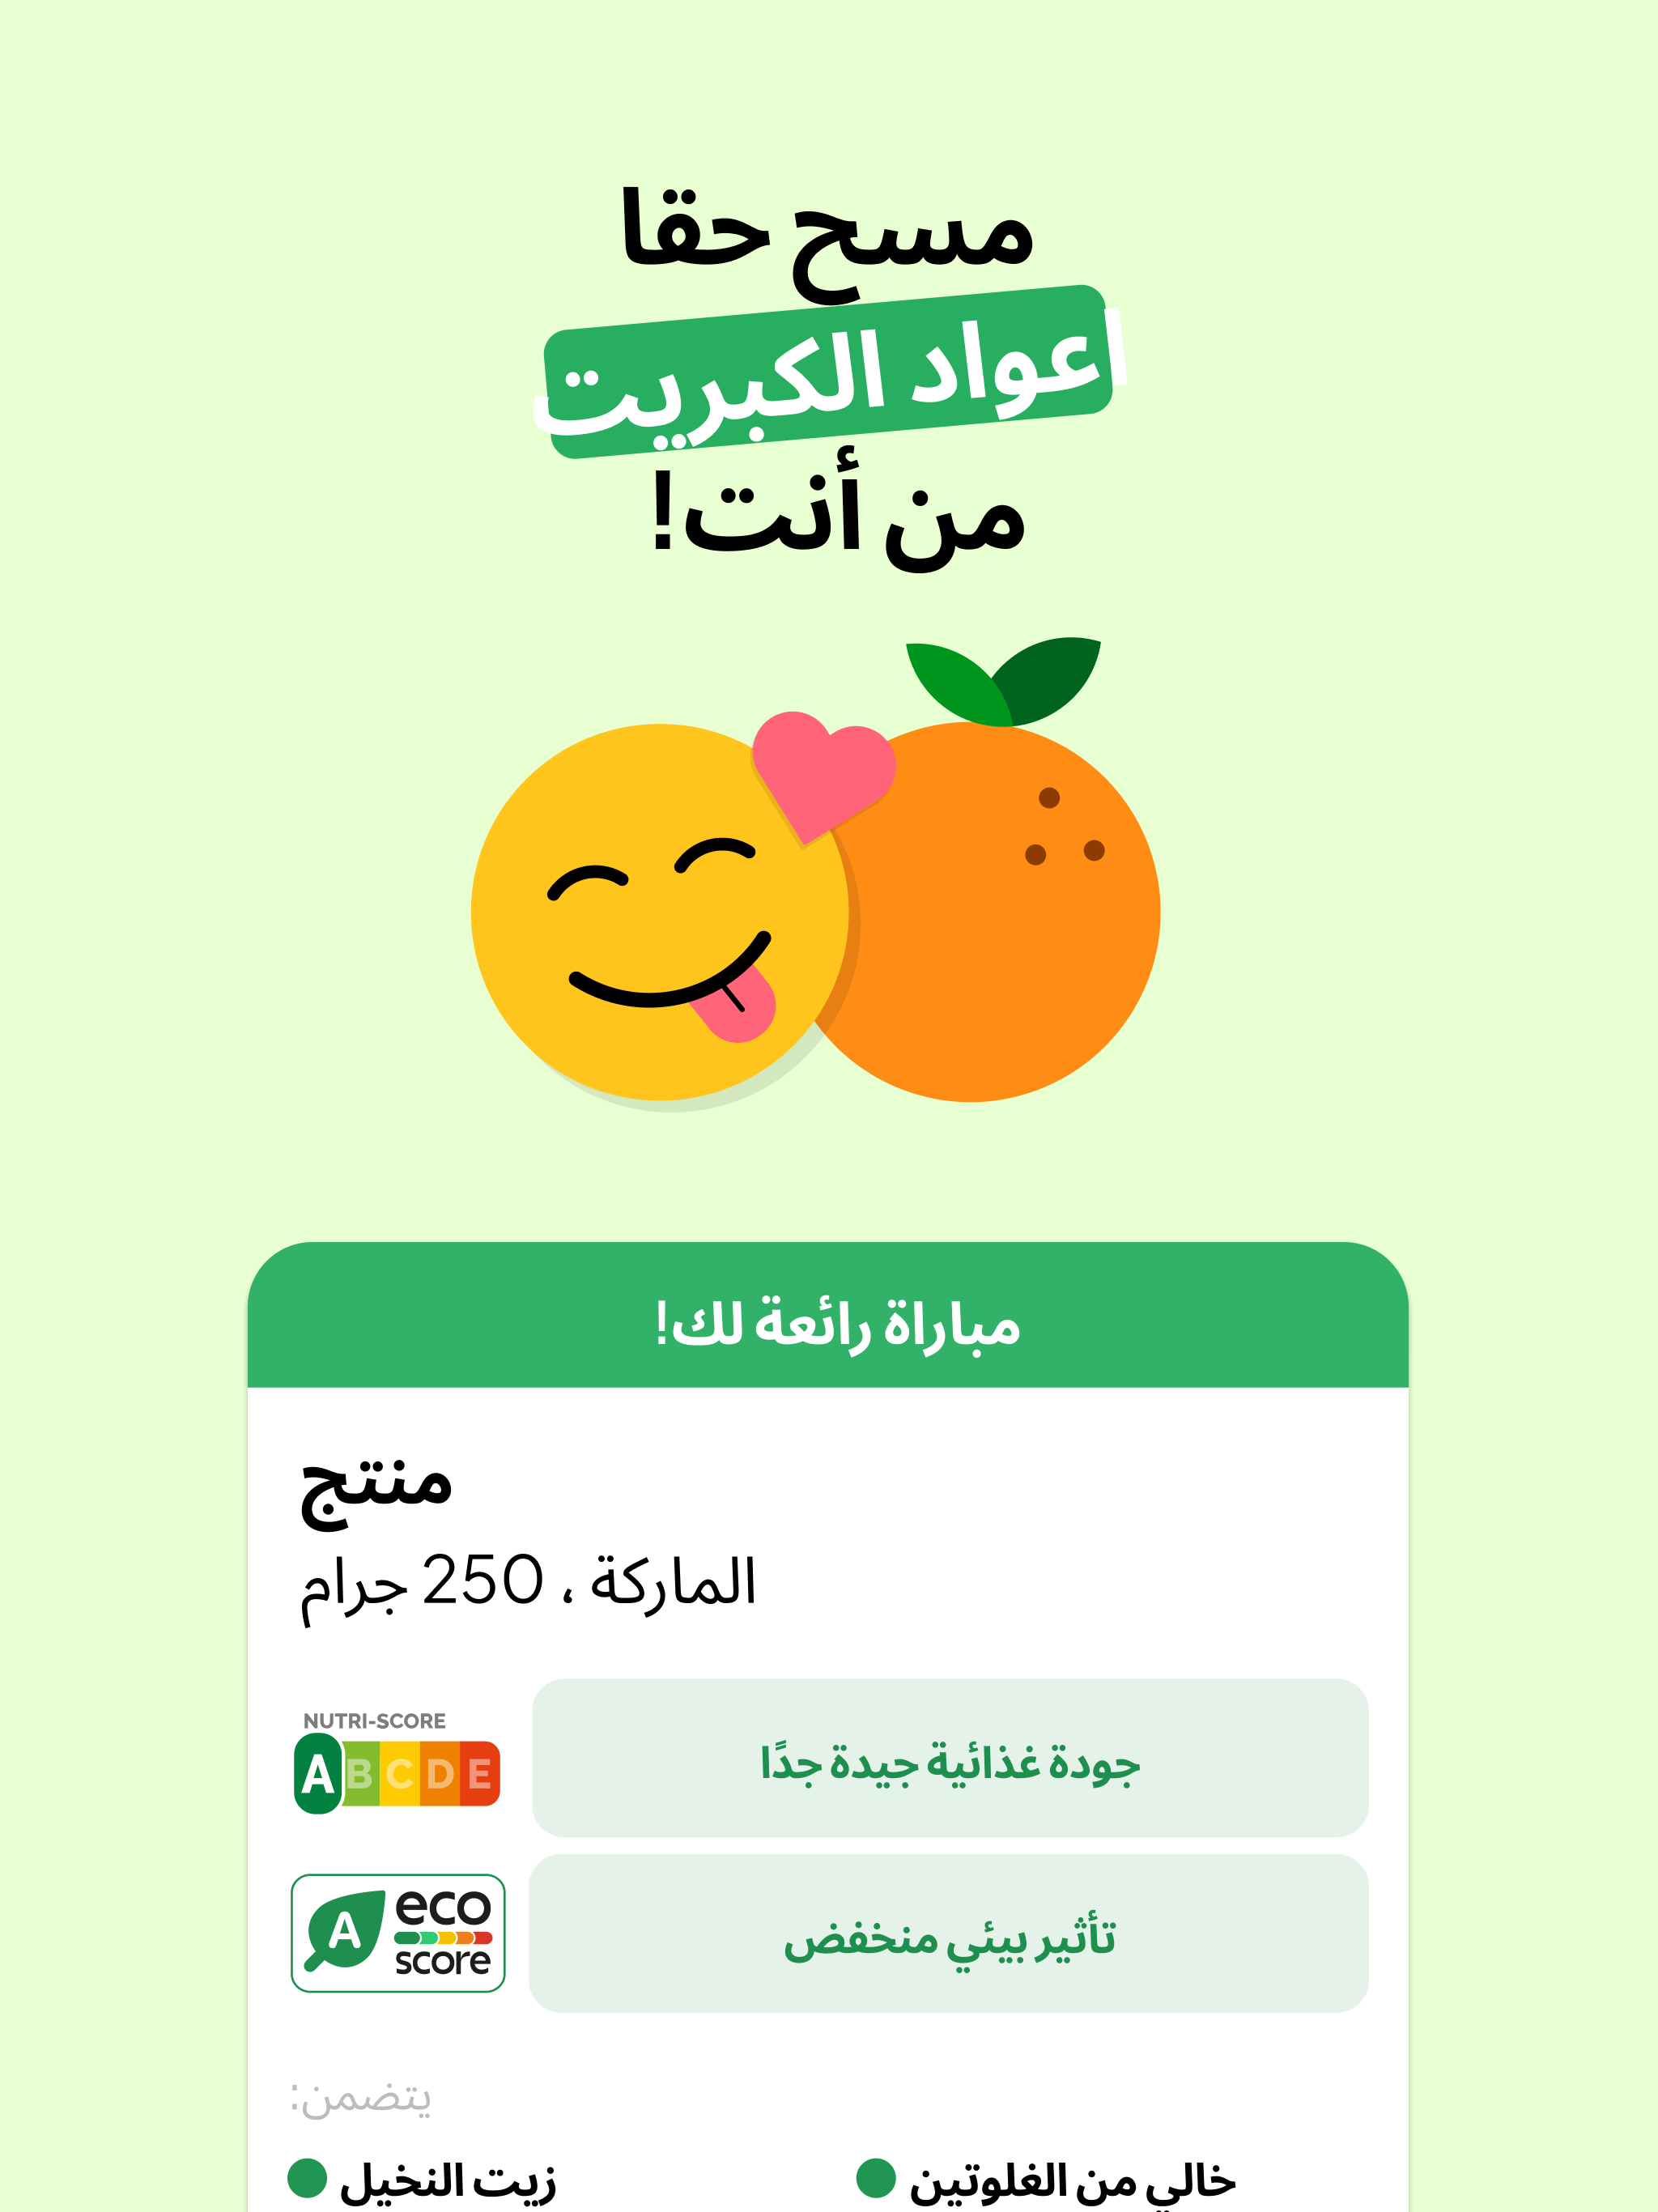 مسح حقا
اعواد الكبريت
من أنت!
مباراة رائعة لك!
منتج
الماركة ، 250 جرام
NUTRI-SCORE
A B C D E
جودة غذائية جيدة جدًا
A
eco
score
تأثير بيئي منخفض
يتضمن:
زيت النخيل
خالي من الغلوتين